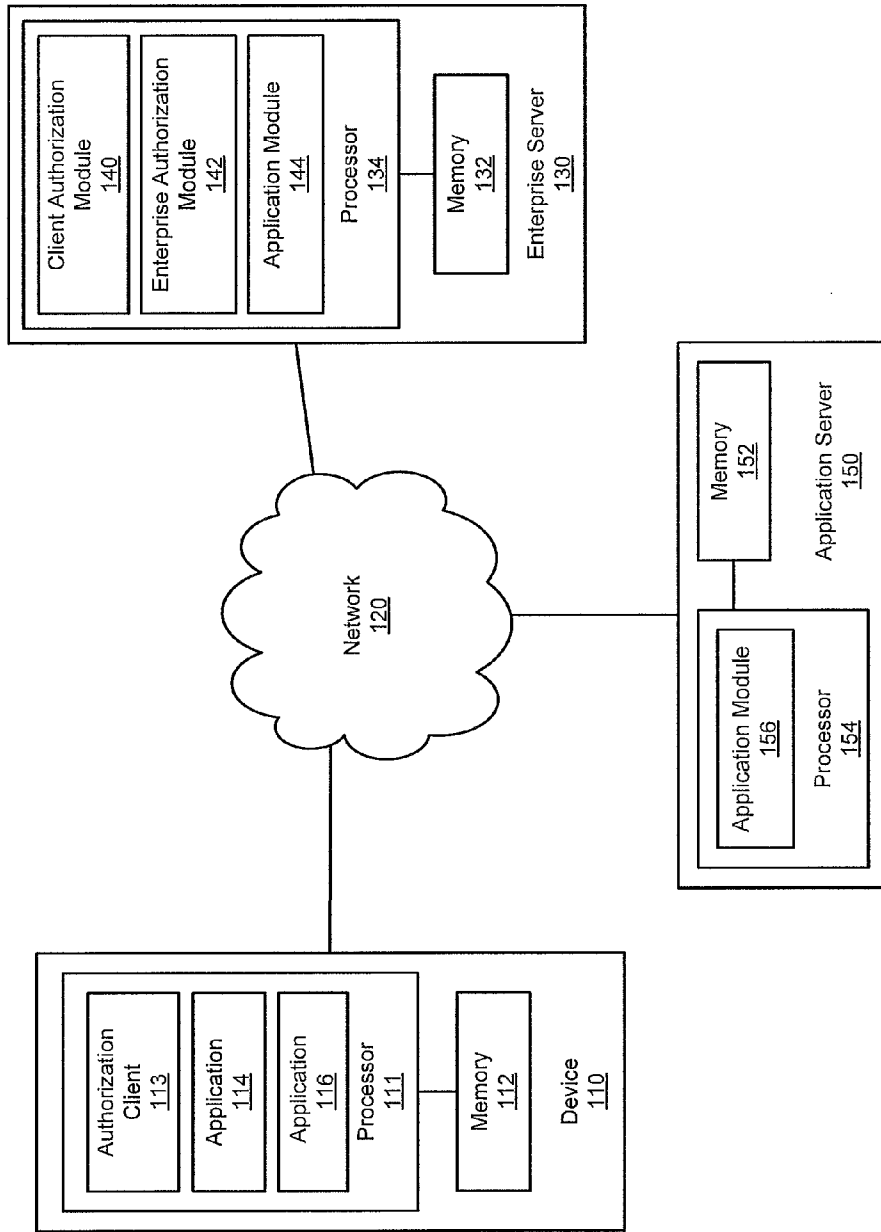 Authorization
Client
113
Application
114
Application
116
Processor
111
Memory
112
Device
110
Network
120
Client Authorization
Module
140
Enterprise Authorization
Module
142
Application Module
144
Processor
134
Memory
132
Enterprise Server
130
Application Module
156
Processor
154
Memory
152
Application Server
150